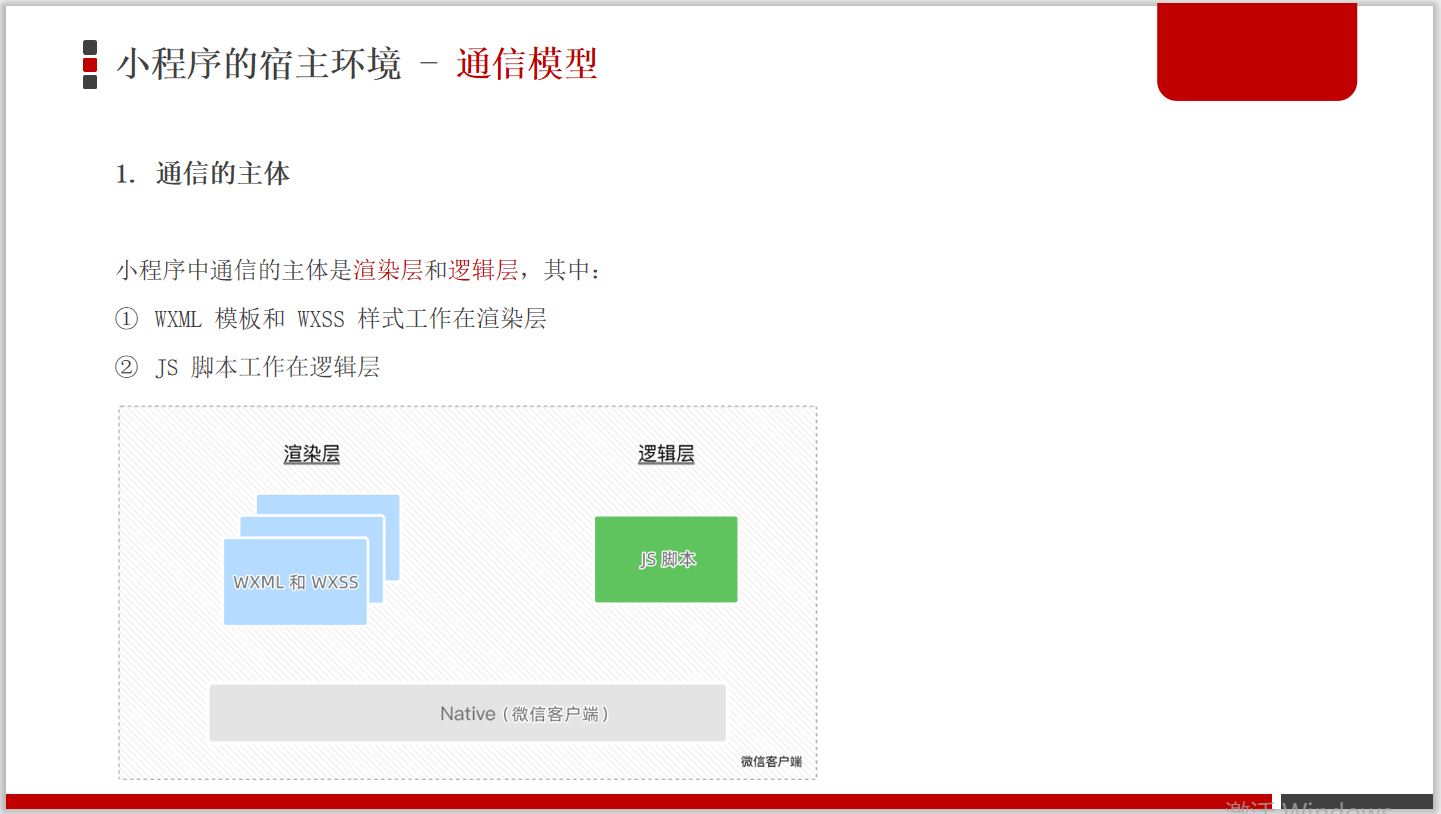 小程序的宿主环境 - 通信模型
1. 通信的主体
小程序中通信的主体是渲染层和逻辑层，其中：
① WXML 模板和 WXSS 样式工作在渲染层
② JS 脚本工作在逻辑层
渲染层
逻辑层
WXML 和 WXSS
JS 脚本
Native（微信客户端）
微信客户端
激活 Windows